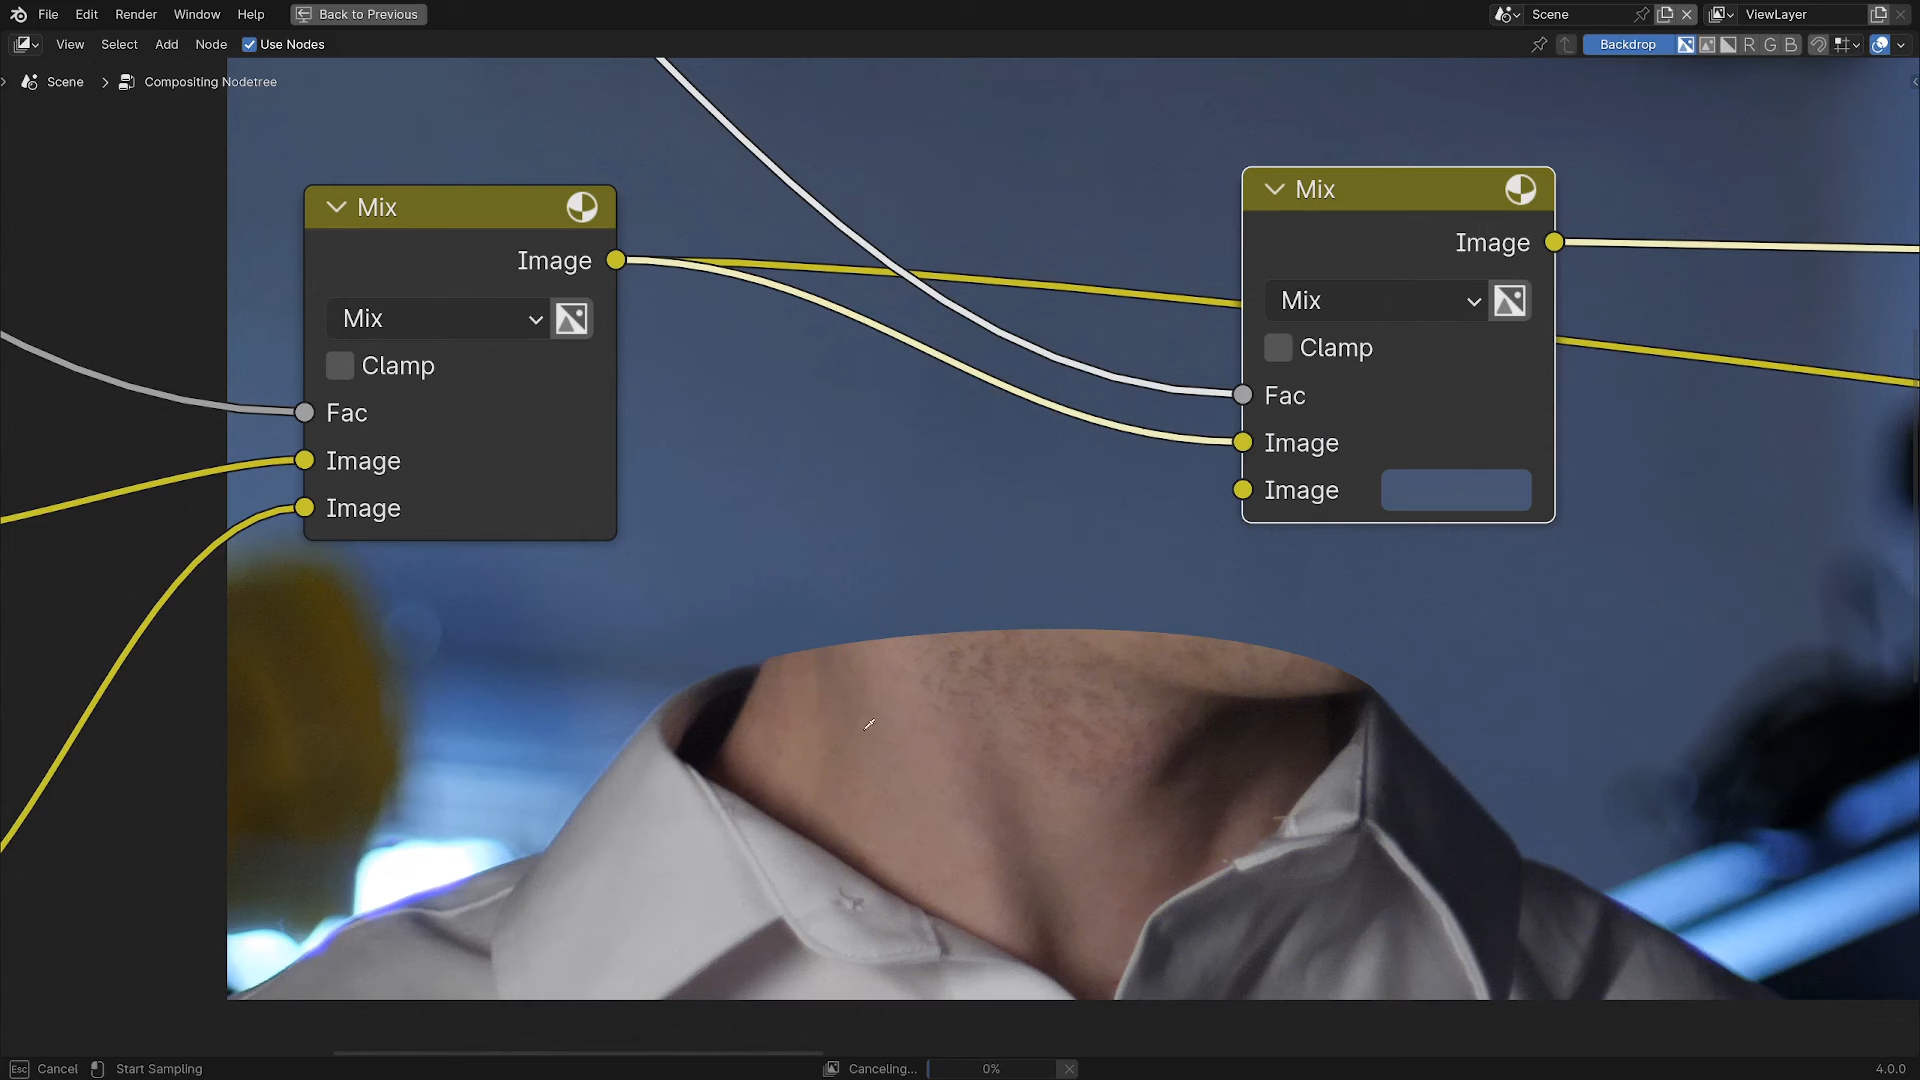 File Edit Render Window Help Back to Previous Scene ViewLayer
View Select Add Node Use Nodes Backdrop R G B
Scene Compositing Nodetree
Mix
Image
Mix
Clamp
Fac
Image
Image
Mix
Image
Mix
Clamp
Fac
Image
Image
Esc Cancel Start Sampling Canceling... 0% 4.0.0